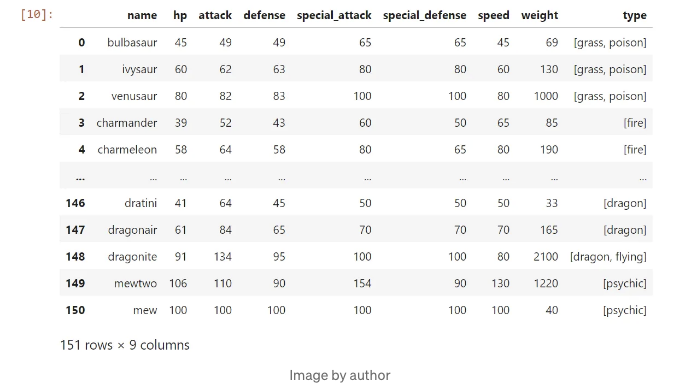 [10]:
name hp attack defense special_attack special_defense speed weight type
0 bulbasaur 45 49 49 65 65 45 69 [grass, poison]
1 ivysaur 60 62 63 80 80 60 130 [grass, poison]
2 venusaur 80 82 83 100 100 80 1000 [grass, poison]
3 charmander 39 52 43 60 50 65 85 [fire]
4 charmeleon 58 64 58 80 65 80 190 [fire]
... ... ... ... ... ... ... ... ... ...
146 dratini 41 64 45 50 50 50 33 [dragon]
147 dragonair 61 84 65 70 70 70 165 [dragon]
148 dragonite 91 134 95 100 100 80 2100 [dragon, flying]
149 mewtwo 106 110 90 154 90 130 1220 [psychic]
150 mew 100 100 100 100 100 100 40 [psychic]
151 rows × 9 columns
Image by author